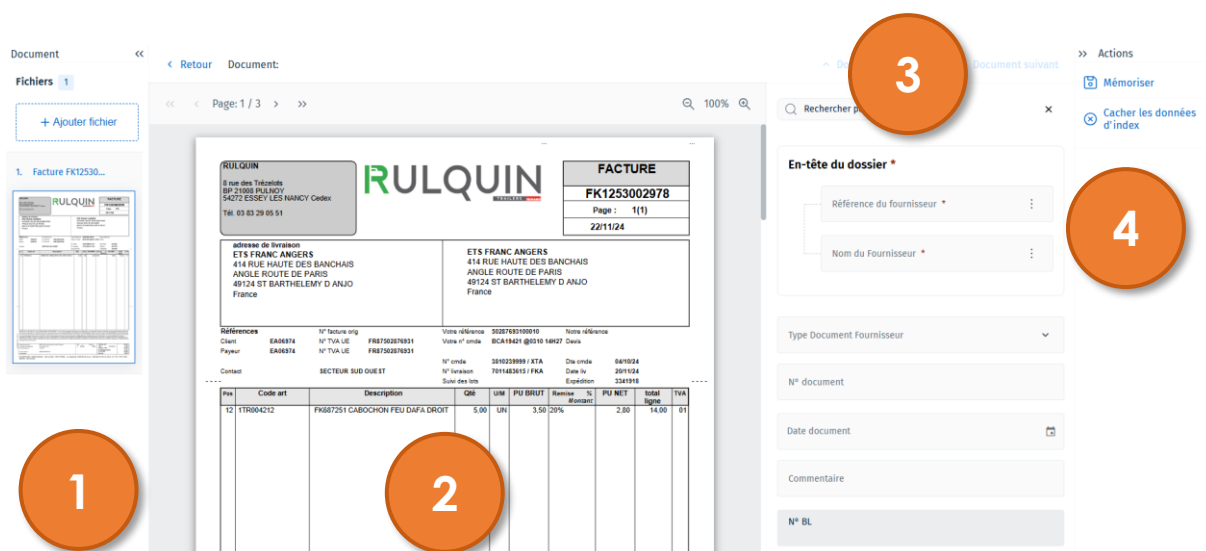 Document
Fichiers 1
+ Ajouter fichier
1. Facture FK12530...
RULQUIN
FACTURE
1
Retour Document:
Page: 1 / 3
100%
RULQUIN
8 rue des Trézelots
BP 21008 PULNOY
54272 ESSEY LES NANCY Cedex
Tél. 03 83 29 05 51
RULQUIN
TRAILERS
FACTURE
FK1253002978
Page : 1(1)
22/11/24
adresse de livraison
ETS FRANC ANGERS
414 RUE HAUTE DES BANCHAIS
ANGLE ROUTE DE PARIS
49124 ST BARTHELEMY D ANJO
France
ETS FRANC ANGERS
414 RUE HAUTE DES BANCHAIS
ANGLE ROUTE DE PARIS
49124 ST BARTHELEMY D ANJO
France
Références N° facture orig Votre référence 50287693100010 Notre référence
Client EA06974 N° TVA UE FR87502876931 Votre n° cmde BCA19421 @0310 14H27 Devis
Payeur EA06974 N° TVA UE FR87502876931
N° cmde 3010239999 / XTA Dte cmde 04/10/24
Contact SECTEUR SUD OUEST N° livraison 7011483615 / FKA Date liv 20/11/24
Suivi des lots Expédition 3341918
Pos Code art Description Qté U/M PU BRUT Remise % Montant PU NET total ligne TVA
12 1TR004212 FK687251 CABOCHON FEU DAFA DROIT 5,00 UN 3,50 20% 2,80 14,00 01
2
3
Document suivant
Rechercher
En-tête du dossier *
Référence du fournisseur *
Nom du Fournisseur *
Type Document Fournisseur
N° document
Date document
Commentaire
N° BL
Actions
Mémoriser
Cacher les données
d'index
4